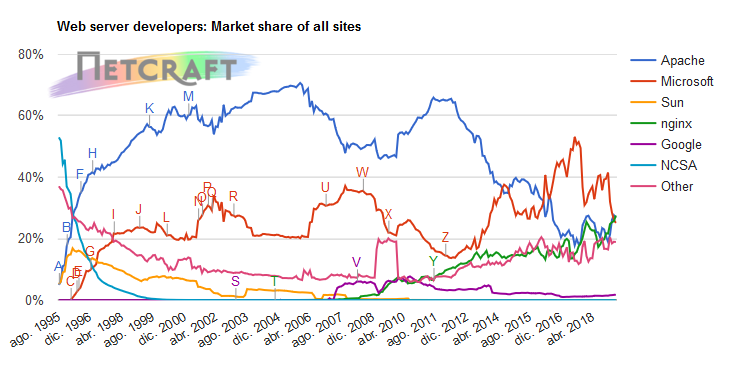 Web server developers: Market share of all sites
NETCRAFT
80%
60%
40%
20%
0%
A
B
C
D
E
F
G
H
I
J
K
L
M
N
O
P
Q
R
S
T
U
V
W
X
Y
Z
ago. 1995
dic. 1996
abr. 1998
ago. 1999
dic. 2000
abr. 2002
ago. 2003
dic. 2004
abr. 2006
ago. 2007
dic. 2008
abr. 2010
ago. 2011
dic. 2012
abr. 2014
ago. 2015
dic. 2016
abr. 2018
Apache
Microsoft
Sun
nginx
Google
NCSA
Other